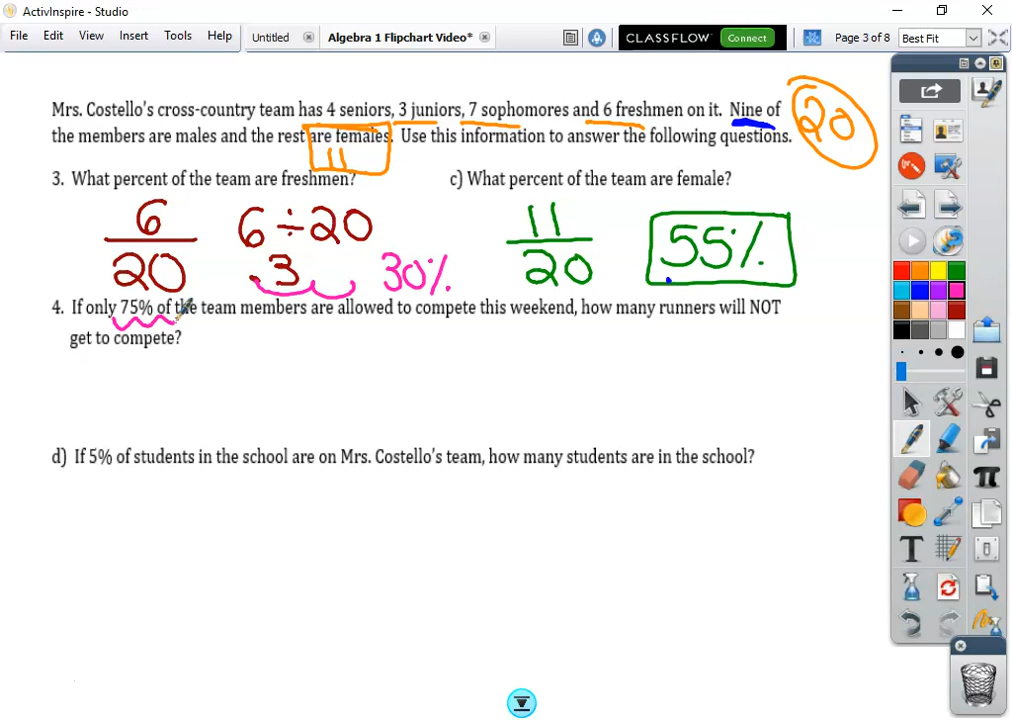 ActivInspire - Studio
File Edit View Insert Tools Help Untitled Algebra 1 Flipchart Video* CLASSFLOW Connect Page 3 of 8 Best Fit
Mrs. Costello's cross-country team has 4 seniors, 3 juniors, 7 sophomores and 6 freshmen on it. Nine of
the members are males and the rest are females. Use this information to answer the following questions.
20
11
3. What percent of the team are freshmen?
c) What percent of the team are female?
6
20
6 ÷ 20
.3
30%
11
20
55%
4. If only 75% of the team members are allowed to compete this weekend, how many runners will NOT
get to compete?
d) If 5% of students in the school are on Mrs. Costello's team, how many students are in the school?